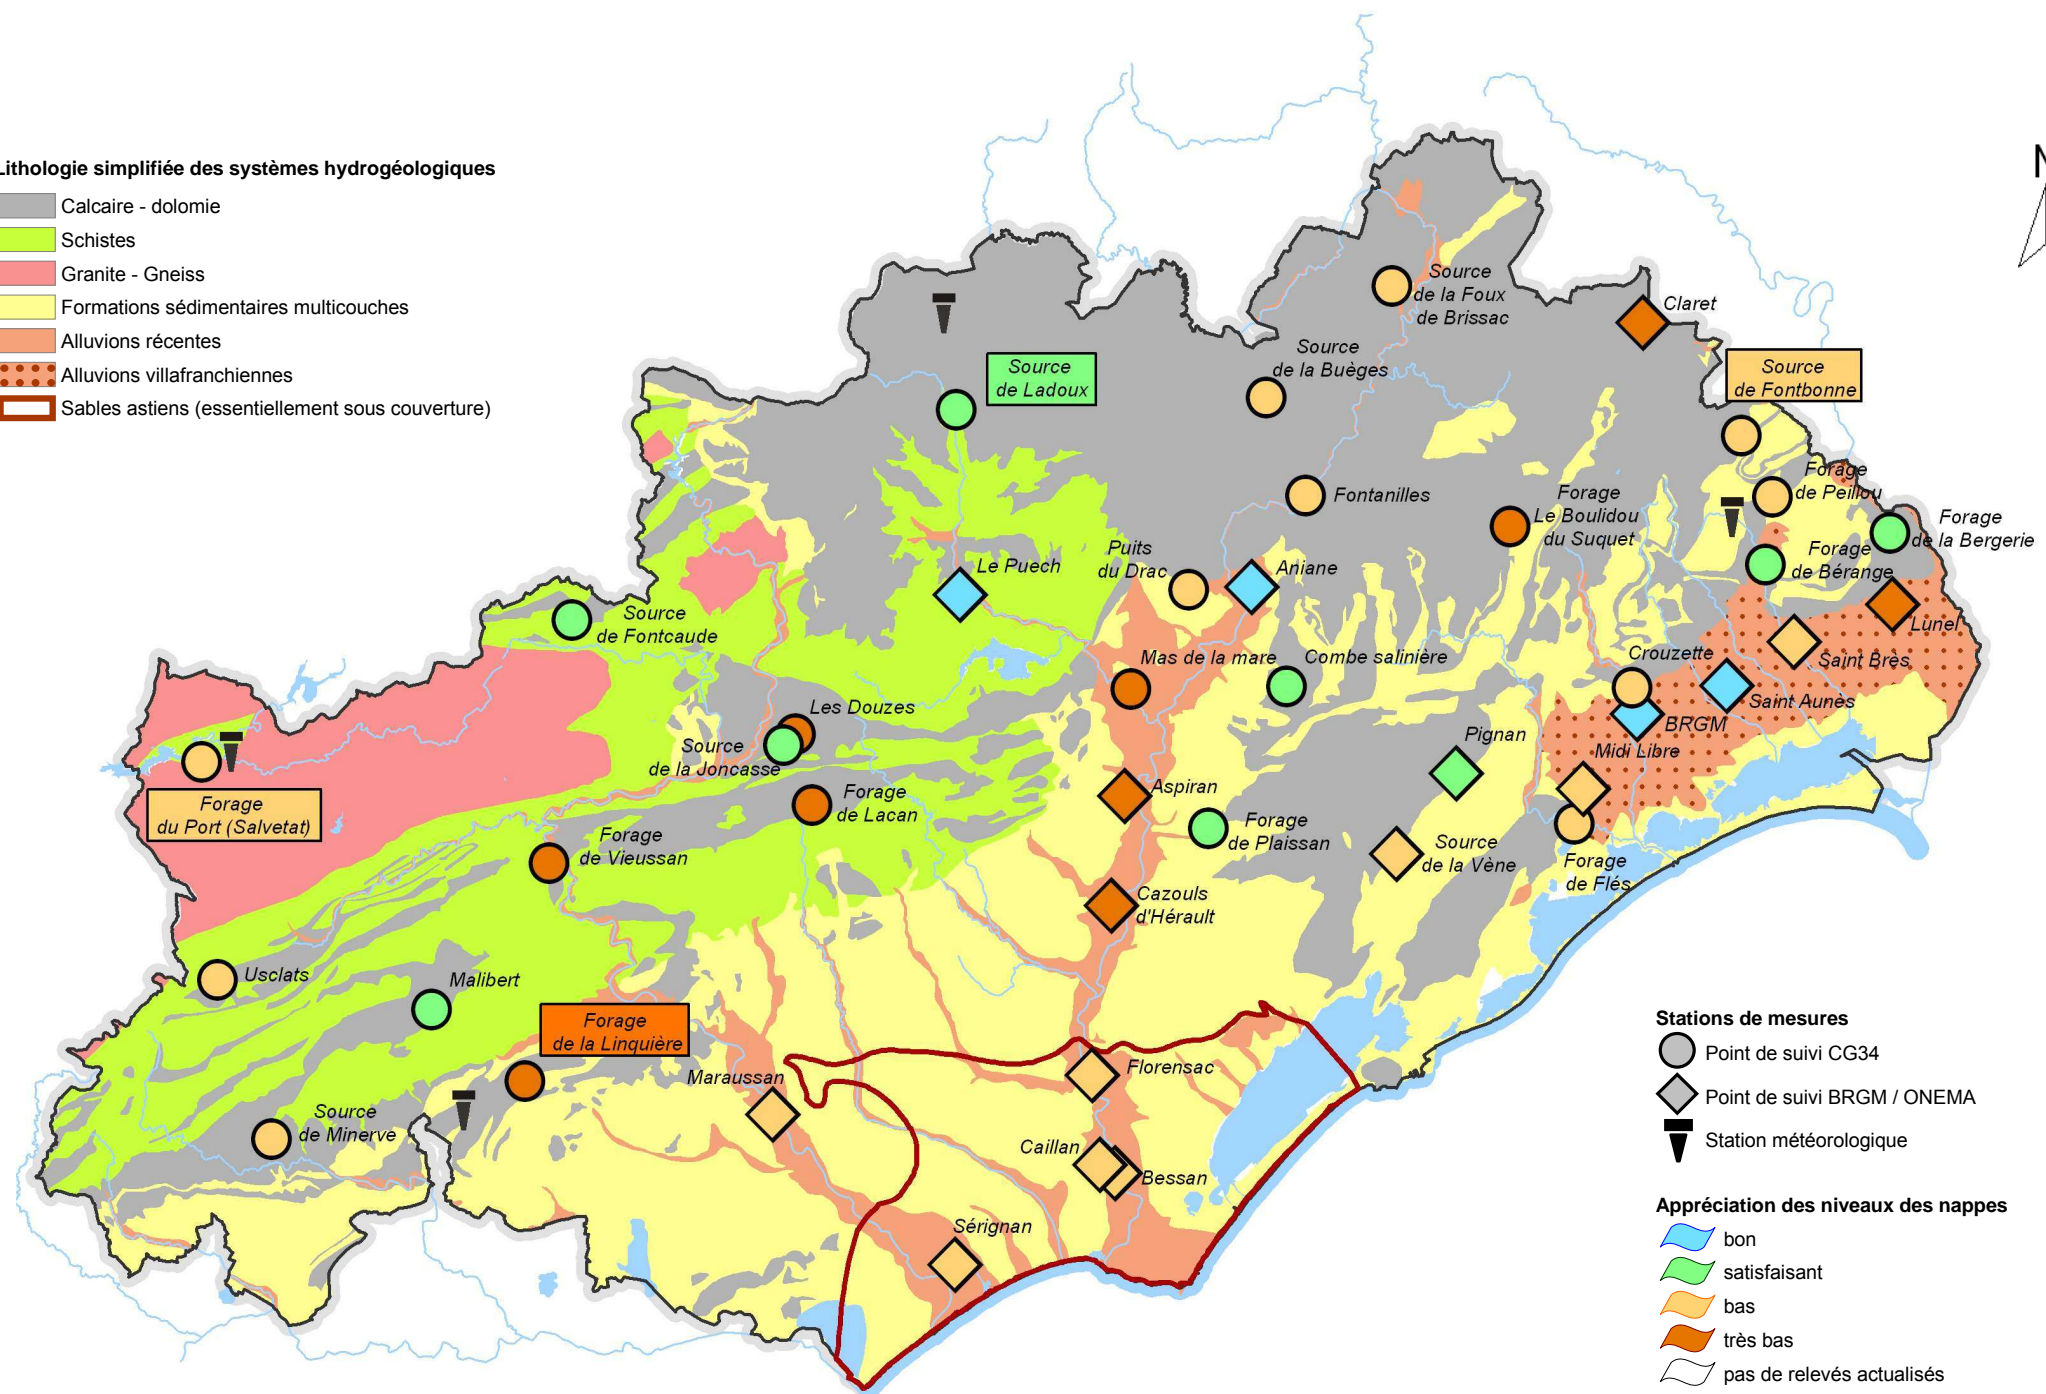 N
Lithologie simplifiée des systèmes hydrogéologiques
Calcaire - dolomie
Schistes
Granite - Gneiss
Formations sédimentaires multicouches
Alluvions récentes
Alluvions villafranchiennes
Sables astiens (essentiellement sous couverture)
Source
de la Foux
de Brissac
Claret
Source
de la Buèges
Source
de Ladoux
Source
de Fontbonne
Forage
de Peillou
Fontanilles
Forage
Le Boulidou
du Suquet
Forage
de la Bergerie
Forage
de Bérange
Puits
du Drac
Aniane
Le Puech
Source
de Fontcaude
Lunel
Saint Brès
Crouzette
Mas de la mare
Combe salinière
Saint Aunès
BRGM
Les Douzes
Source
de la Joncasse
Pignan
Midi Libre
Forage
du Port (Salvetat)
Forage
de Lacan
Aspiran
Forage
de Plaissan
Forage
de Vieussan
Source
de la Vène
Forage
de Flés
Cazouls
d'Hérault
Usclats
Malibert
Forage
de la Linquière
Maraussan
Florensac
Source
de Minerve
Caillan
Bessan
Sérignan
Stations de mesures
Point de suivi CG34
Point de suivi BRGM / ONEMA
Station météorologique
Appréciation des niveaux des nappes
bon
satisfaisant
bas
très bas
pas de relevés actualisés